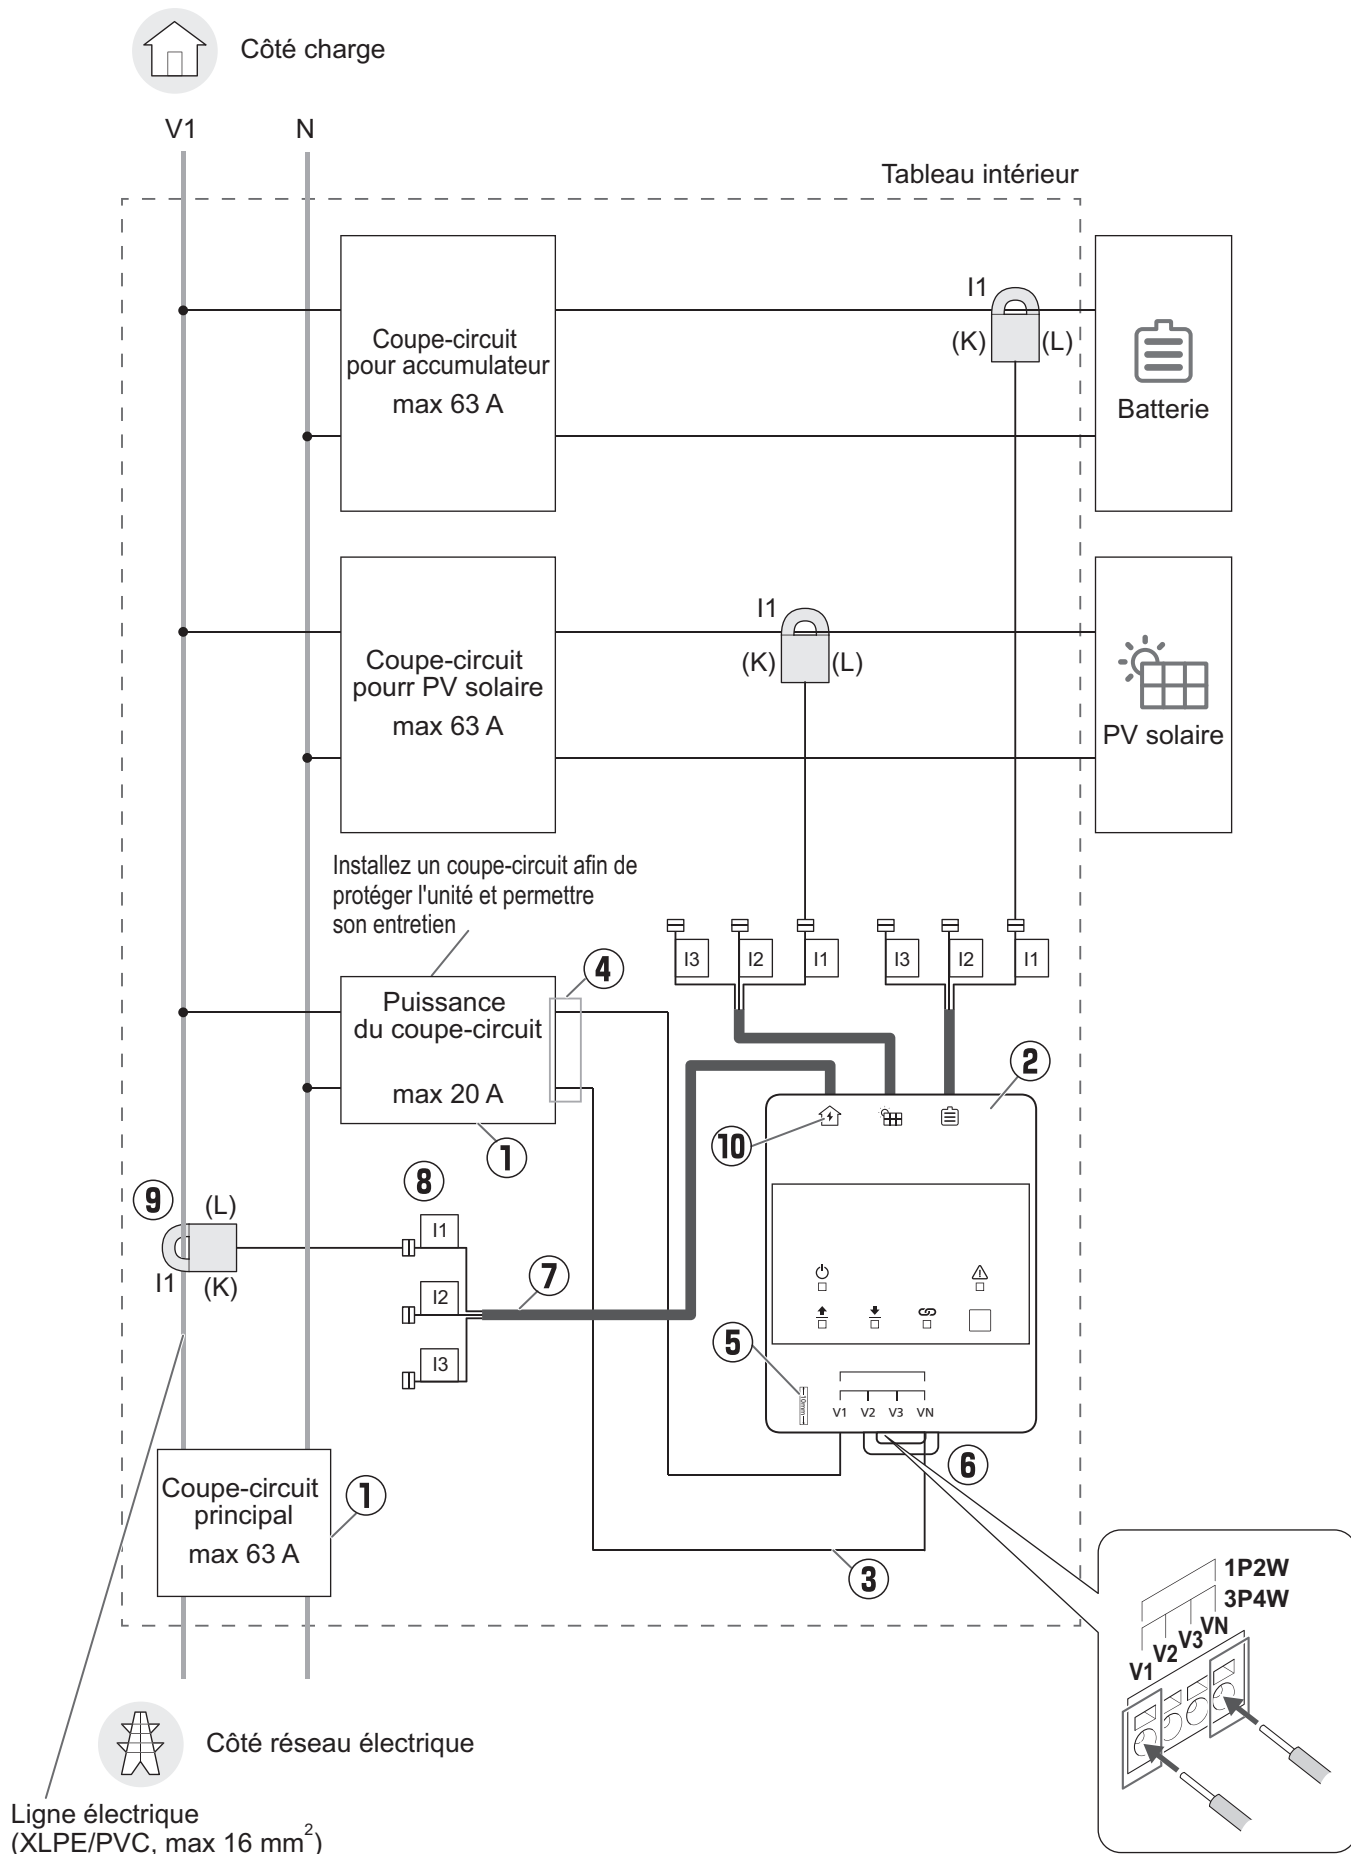 Côté charge
V1
N
Tableau intérieur
Coupe-circuit
pour accumulateur
max 63 A
I1
(K)
(L)
Batterie
Coupe-circuit
pourr PV solaire
max 63 A
I1
(K)
(L)
PV solaire
Installez un coupe-circuit afin de
protéger l'unité et permettre
son entretien
I3
I2
I1
I3
I2
I1
4
Puissance
du coupe-circuit
max 20 A
1
2
10
9
(L)
I1
(K)
8
I1
I2
I3
7
5
10mm
V1 V2 V3 VN
6
Coupe-circuit
principal
max 63 A
1
3
1P2W
3P4W
V1
V2
V3
VN
Côté réseau électrique
Ligne électrique
(XLPE/PVC, max 16 mm²)